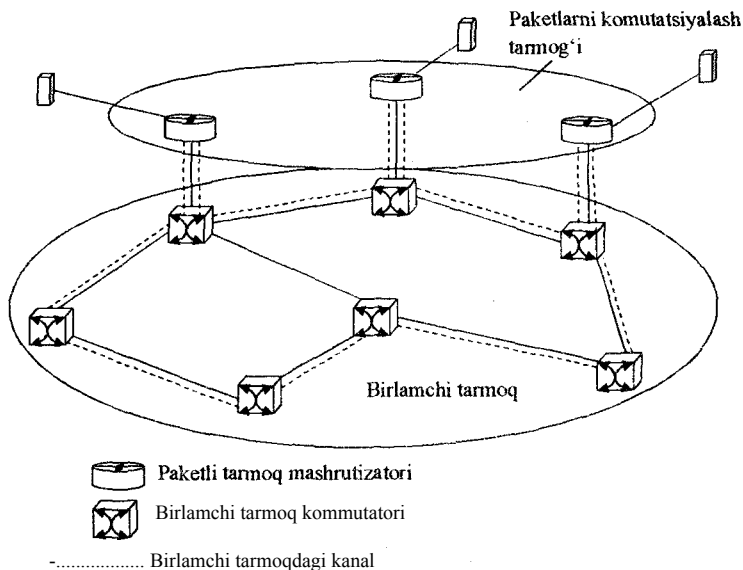 Paketlarni komutatsiyalash
tarmog‘i
Birlamchi tarmoq
Paketli tarmoq mashrutizatori
Birlamchi tarmoq kommutatori
-.................. Birlamchi tarmoqdagi kanal